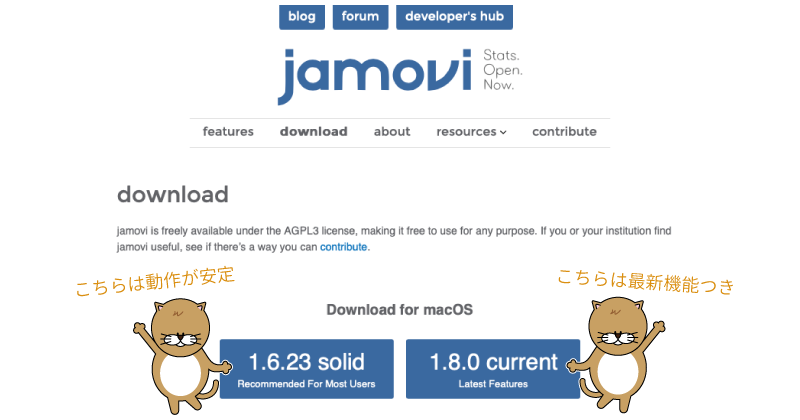 blog
forum
developer's hub
jamovi
Stats.
Open.
Now.
features
download
about
resources
contribute
download
jamovi is freely available under the AGPL3 license, making it free to use for any purpose. If you or your institution find
jamovi useful, see if there's a way you can contribute.
こちらは動作が安定
こちらは最新機能つき
Download for macOS
1.6.23 solid
Recommended For Most Users
1.8.0 current
Latest Features